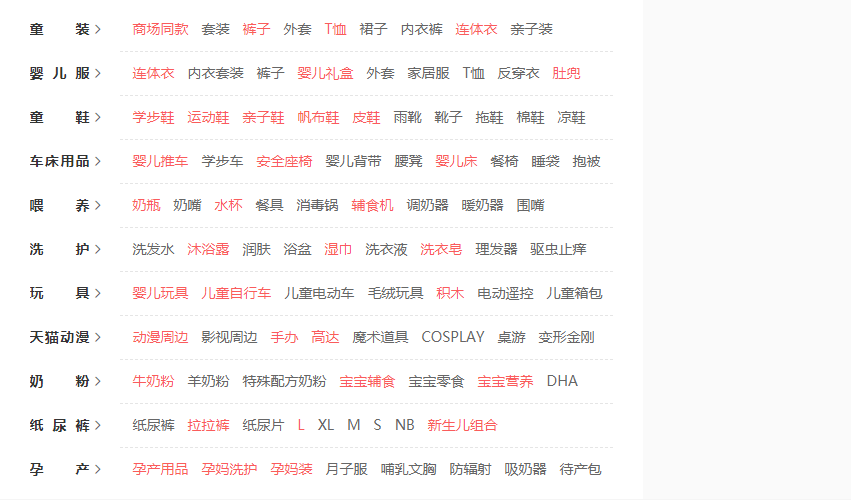 童装 > 商场同款 套装 裤子 外套 T恤 裙子 内衣裤 连体衣 亲子装
婴儿服 > 连体衣 内衣套装 裤子 婴儿礼盒 外套 家居服 T恤 反穿衣 肚兜
童鞋 > 学步鞋 运动鞋 亲子鞋 帆布鞋 皮鞋 雨靴 靴子 拖鞋 棉鞋 凉鞋
车床用品 > 婴儿推车 学步车 安全座椅 婴儿背带 腰凳 婴儿床 餐椅 睡袋 抱被
喂养 > 奶瓶 奶嘴 水杯 餐具 消毒锅 辅食机 调奶器 暖奶器 围嘴
洗护 > 洗发水 沐浴露 润肤 浴盆 湿巾 洗衣液 洗衣皂 理发器 驱虫止痒
玩具 > 婴儿玩具 儿童自行车 儿童电动车 毛绒玩具 积木 电动遥控 儿童箱包
天猫动漫 > 动漫周边 影视周边 手办 高达 魔术道具 COSPLAY 桌游 变形金刚
奶粉 > 牛奶粉 羊奶粉 特殊配方奶粉 宝宝辅食 宝宝零食 宝宝营养 DHA
纸尿裤 > 纸尿裤 拉拉裤 纸尿片 L XL M S NB 新生儿组合
孕产 > 孕产用品 孕妈洗护 孕妈装 月子服 哺乳文胸 防辐射 吸奶器 待产包